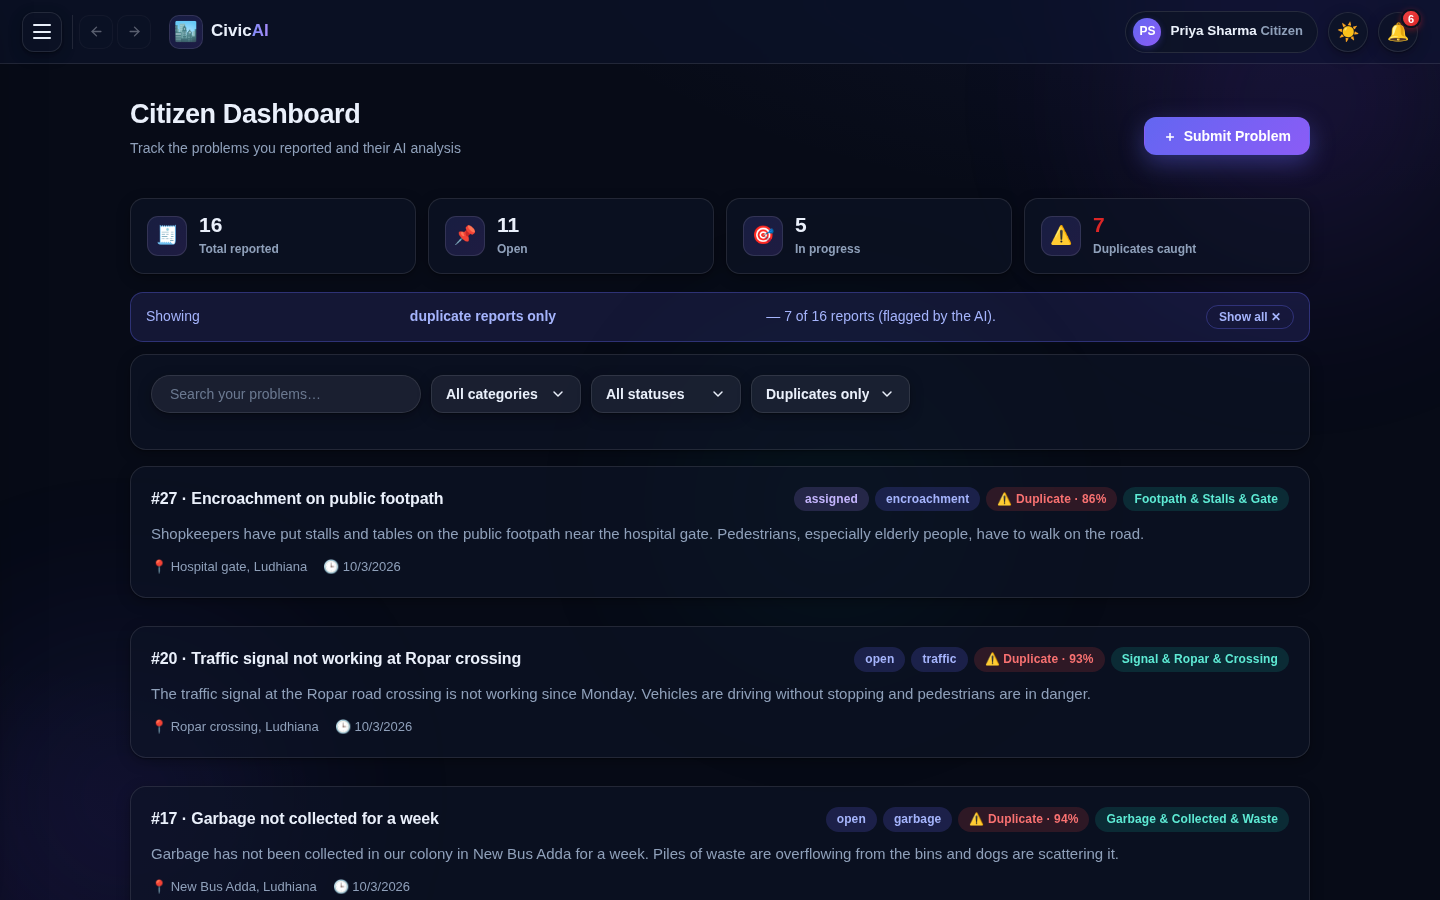 CivicAI
PS Priya Sharma Citizen
6
Citizen Dashboard
Track the problems you reported and their AI analysis
+ Submit Problem
16
Total reported
11
Open
5
In progress
7
Duplicates caught
Showing duplicate reports only — 7 of 16 reports (flagged by the AI). Show all ✕
Search your problems… All categories All statuses Duplicates only
#27 · Encroachment on public footpath assigned encroachment ⚠️ Duplicate · 86% Footpath & Stalls & Gate
Shopkeepers have put stalls and tables on the public footpath near the hospital gate. Pedestrians, especially elderly people, have to walk on the road.
📍 Hospital gate, Ludhiana 🕒 10/3/2026
#20 · Traffic signal not working at Ropar crossing open traffic ⚠️ Duplicate · 93% Signal & Ropar & Crossing
The traffic signal at the Ropar road crossing is not working since Monday. Vehicles are driving without stopping and pedestrians are in danger.
📍 Ropar crossing, Ludhiana 🕒 10/3/2026
#17 · Garbage not collected for a week open garbage ⚠️ Duplicate · 94% Garbage & Collected & Waste
Garbage has not been collected in our colony in New Bus Adda for a week. Piles of waste are overflowing from the bins and dogs are scattering it.
📍 New Bus Adda, Ludhiana 🕒 10/3/2026